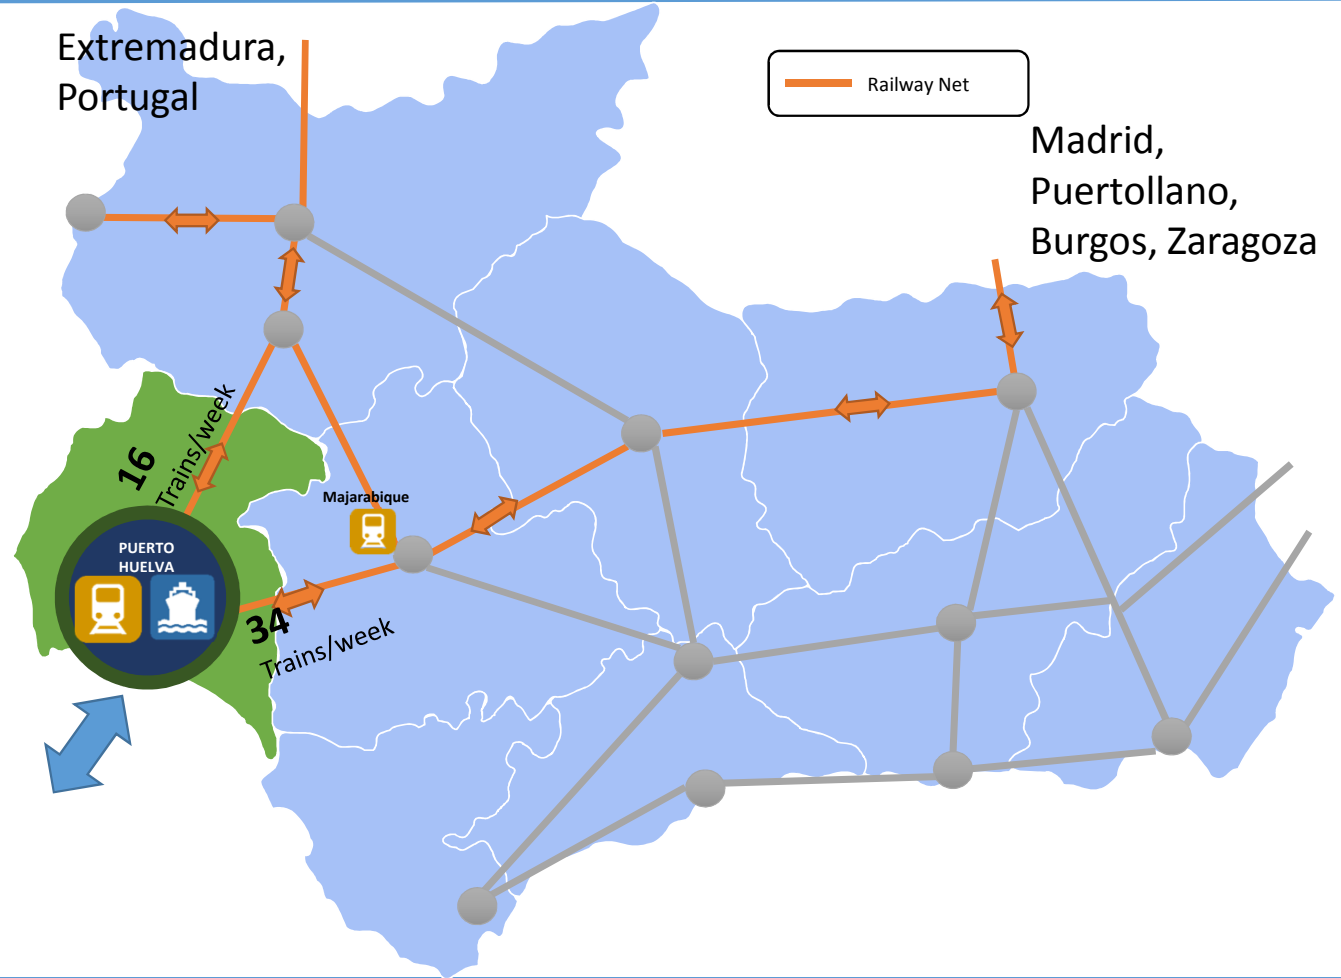 Extremadura,
Portugal
Railway Net
Madrid,
Puertollano,
Burgos, Zaragoza
16
Trains/week
Majarabique
PUERTO
HUELVA
34
Trains/week